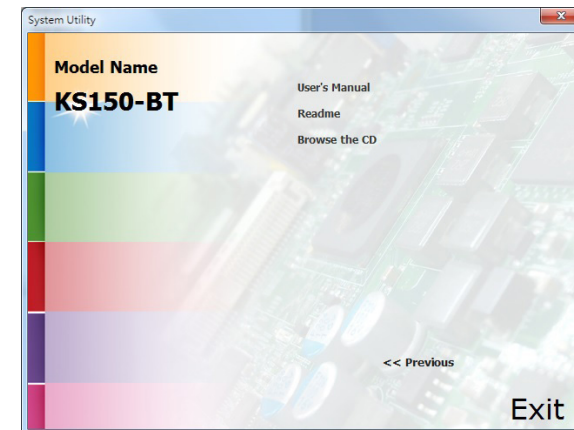 System Utility
Model Name
KS150-BT
User's Manual
Readme
Browse the CD
<< Previous
Exit